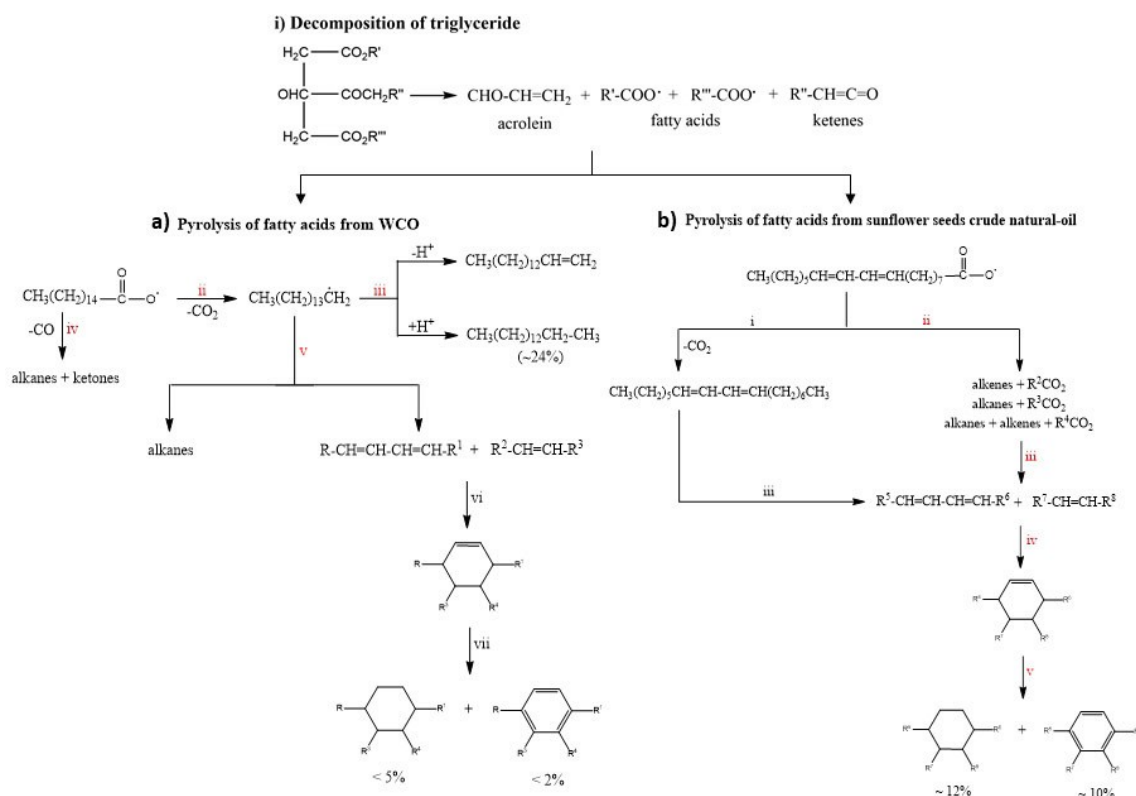 i) Decomposition of triglyceride
H₂C CO₂R'
OHC COCH₂R"
H₂C CO₂R'''
CHO-CH=CH₂ + R'-COO· + R'''-COO· + R"-CH=C=O
acrolein fatty acids ketenes
a) Pyrolysis of fatty acids from WCO
-H⁺
CH₃(CH₂)₁₂CH=CH₂
O
CH₃(CH₂)₁₄ C O·
ii
-CO₂
CH₃(CH₂)₁₃ĊH₂
iii
+H⁺
CH₃(CH₂)₁₂CH₂-CH₃
(~24%)
-CO iv
alkanes + ketones
v
alkanes
R-CH=CH-CH=CH-R¹ + R²-CH=CH-R³
vi
R
R³ R⁴
vii
R
R⁴
+
R
R⁴
< 5% < 2%
b) Pyrolysis of fatty acids from sunflower seeds crude natural-oil
O
CH₃(CH₂)₅CH=CH-CH=CH(CH₂)₇ C O·
i ii
-CO₂
CH₃(CH₂)₅CH=CH-CH=CH(CH₂)₆CH₃
alkenes + R²CO₂
alkanes + R³CO₂
alkanes + alkenes + R⁴CO₂
iii
iii
R⁵-CH=CH-CH=CH-R⁶ + R⁷-CH=CH-R⁸
iv
v
+
~ 12% ~ 10%